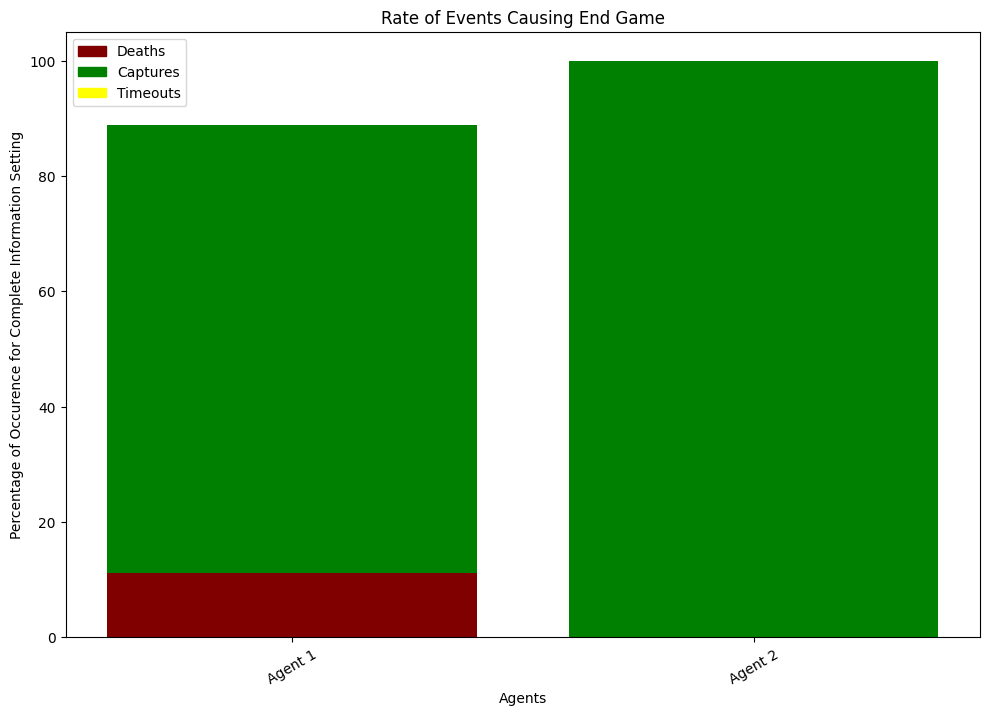 Rate of Events Causing End Game
Deaths
Captures
Timeouts
Percentage of Occurence for Complete Information Setting
100
80
60
40
20
0
Agent 1
Agent 2
Agents